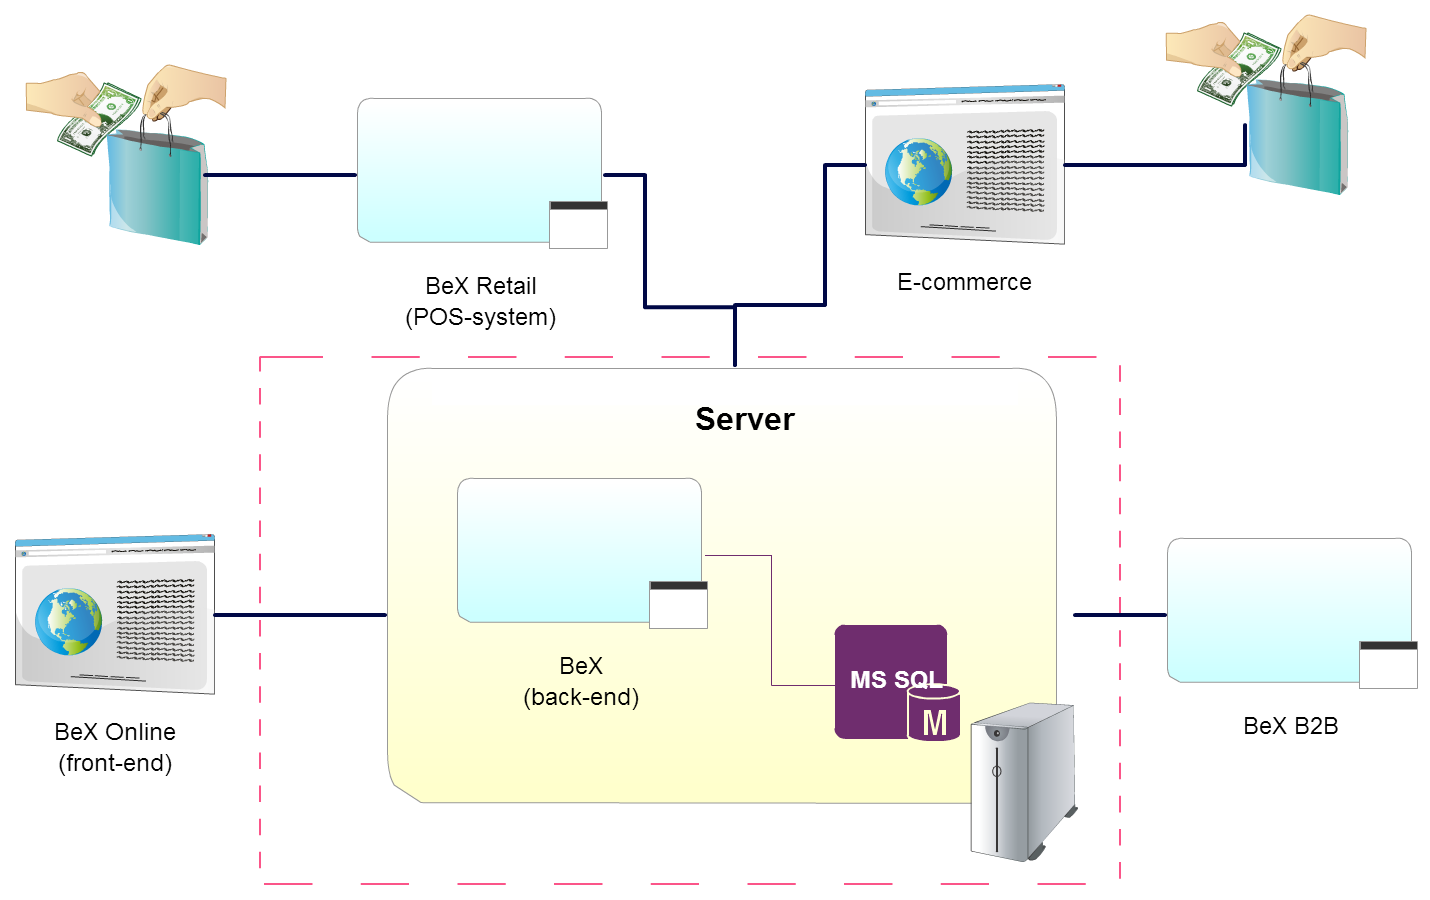 BeX Retail
(POS-system)
E-commerce
Server
BeX
(back-end)
MS SQL
M
BeX Online
(front-end)
BeX B2B